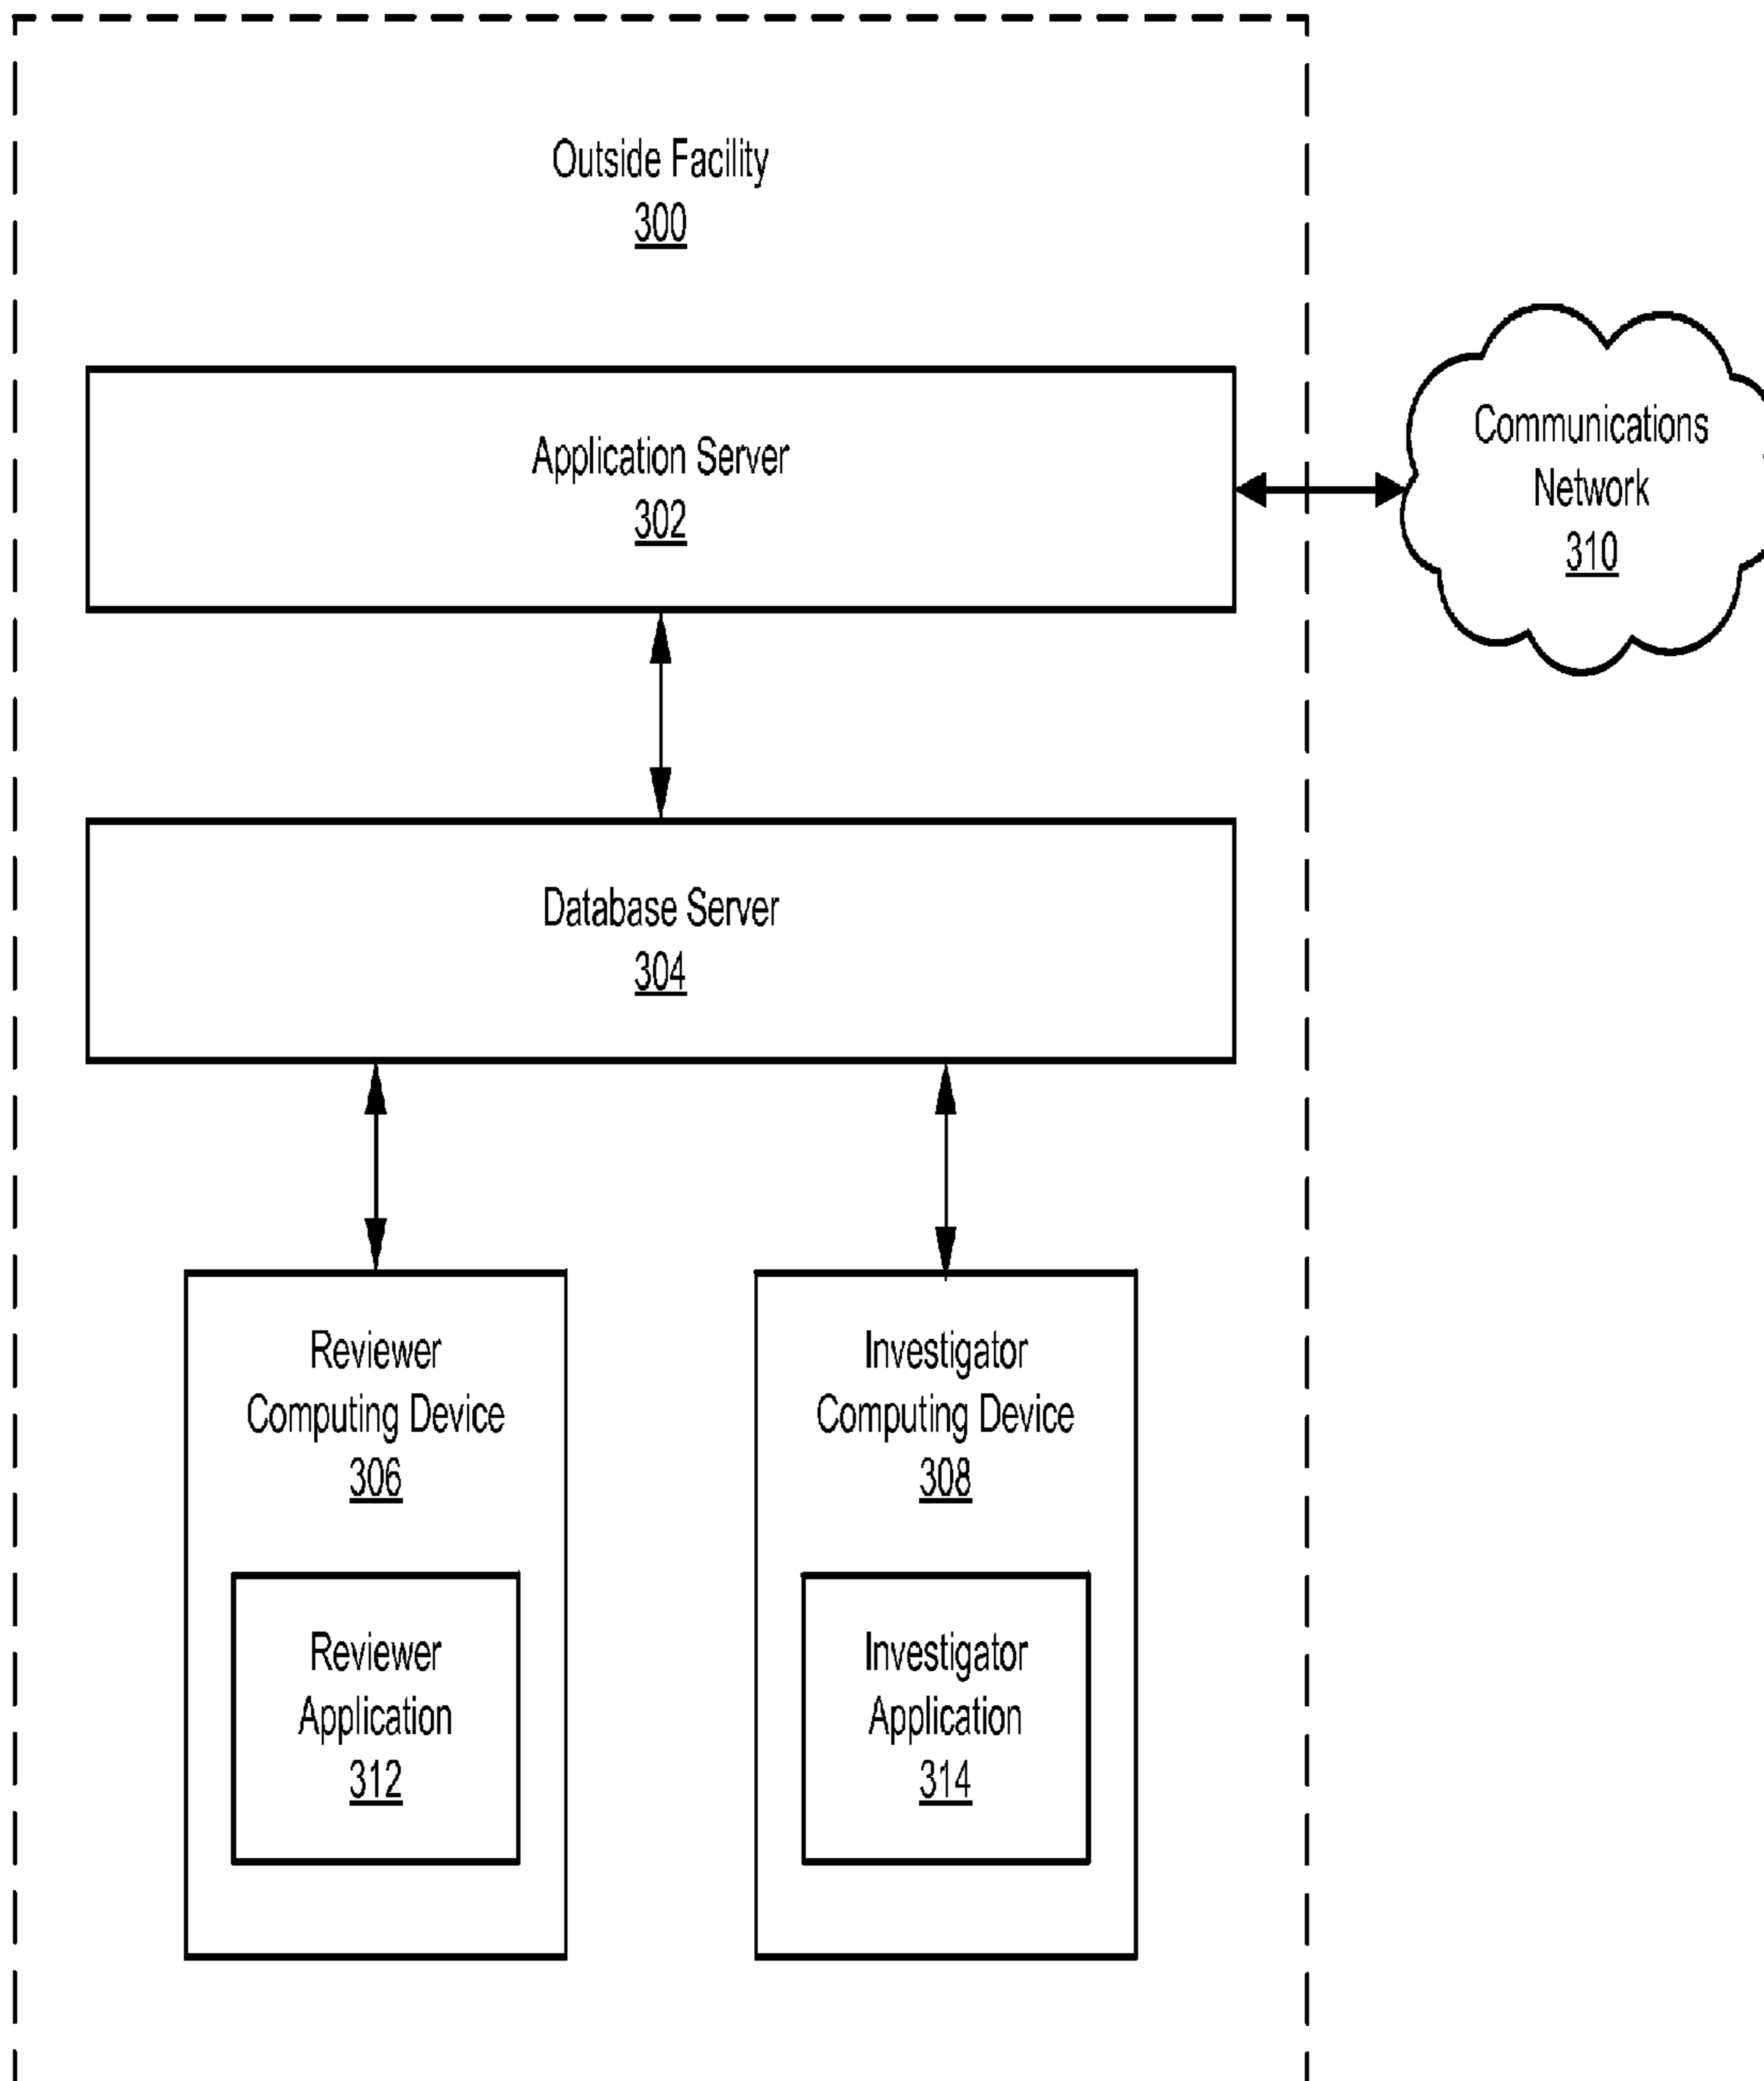 Outside Facility
300
Application Server
302
Communications
Network
310
Database Server
304
Reviewer
Computing Device
306
Investigator
Computing Device
308
Reviewer
Application
312
Investigator
Application
314